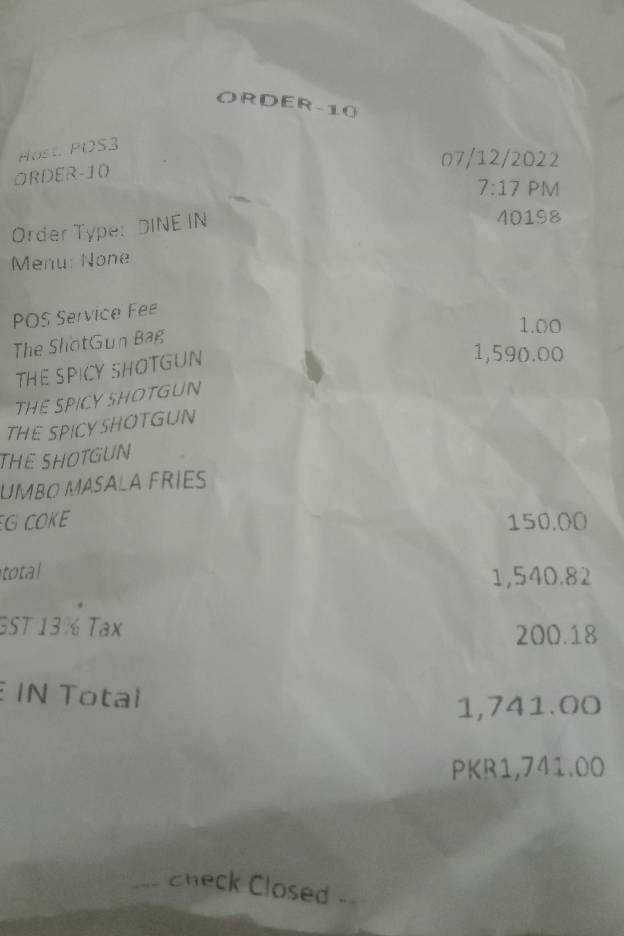 ORDER-10
Host: POS3
07/12/2022
ORDER-10
7:17 PM
40198
Order Type: DINE IN
Menu: None
POS Service Fee 1.00
The ShotGun Bag 1,590.00
THE SPICY SHOTGUN
THE SPICY SHOTGUN
THE SPICY SHOTGUN
THE SHOTGUN
UMBO MASALA FRIES
EG COKE 150.00
total 1,540.82
GST 13% Tax 200.18
E IN Total 1,741.00
PKR1,741.00
--- check Closed ---